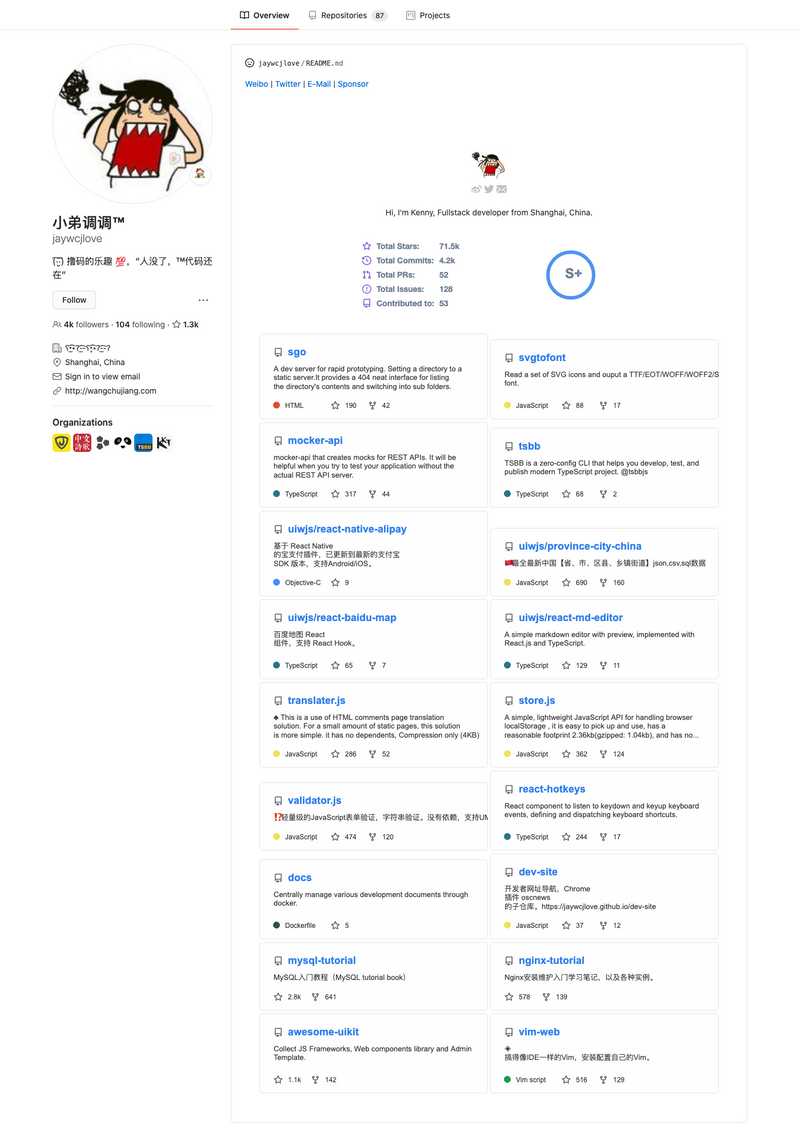 Overview
Repositories 87
Projects
小弟调调™
jaywcjlove
撸码的乐趣 💯。“人没了，™代码还
在”
Follow
...
4k followers · 104 following · 1.3k
Shanghai, China
Sign in to view email
http://wangchujiang.com
Organizations
TSBB
jaywcjlove/README.md
Weibo | Twitter | E-Mail | Sponsor
Hi, I'm Kenny, Fullstack developer from Shanghai, China.
Total Stars: 71.5k
Total Commits: 4.2k
Total PRs: 52
Total Issues: 128
Contributed to: 53
S+
sgo
A dev server for rapid prototyping. Setting a directory to a
static server.It provides a 404 neat interface for listing
the directory's contents and switching into sub folders.
HTML 190 42
svgtofont
Read a set of SVG icons and ouput a TTF/EOT/WOFF/WOFF2/S
font.
JavaScript 88 17
mocker-api
mocker-api that creates mocks for REST APIs. It will be
helpful when you try to test your application without the
actual REST API server.
TypeScript 317 44
tsbb
TSBB is a zero-config CLI that helps you develop, test, and
publish modern TypeScript project. @tsbbjs
TypeScript 68 2
uiwjs/react-native-alipay
基于 React Native
的宝支付插件，已更新到最新的支付宝
SDK 版本，支持Android/iOS。
Objective-C 9
uiwjs/province-city-china
🇨🇳最全最新中国【省、市、区县、乡镇街道】json,csv,sql数据
JavaScript 690 160
uiwjs/react-baidu-map
百度地图 React
组件，支持 React Hook。
TypeScript 65 7
uiwjs/react-md-editor
A simple markdown editor with preview, implemented with
React.js and TypeScript.
TypeScript 129 11
translater.js
♣ This is a use of HTML comments page translation
solution. For a small amount of static pages, this solution
is more simple. it has no dependents, Compression only (4KB)
JavaScript 286 52
store.js
A simple, lightweight JavaScript API for handling browser
localStorage , it is easy to pick up and use, has a
reasonable footprint 2.36kb(gzipped: 1.04kb), and has no...
JavaScript 362 124
validator.js
⁉️轻量级的JavaScript表单验证，字符串验证。没有依赖，支持UM
JavaScript 474 120
react-hotkeys
React component to listen to keydown and keyup keyboard
events, defining and dispatching keyboard shortcuts.
TypeScript 244 17
docs
Centrally manage various development documents through
docker.
Dockerfile 5
dev-site
开发者网址导航，Chrome
插件 oscnews
的子仓库。https://jaywcjlove.github.io/dev-site
JavaScript 37 12
mysql-tutorial
MySQL入门教程（MySQL tutorial book）
2.8k 641
nginx-tutorial
Nginx安装维护入门学习笔记，以及各种实例。
578 139
awesome-uikit
Collect JS Frameworks, Web components library and Admin
Template.
1.1k 142
vim-web
◈
搞得像IDE一样的Vim，安装配置自己的Vim。
Vim script 516 129